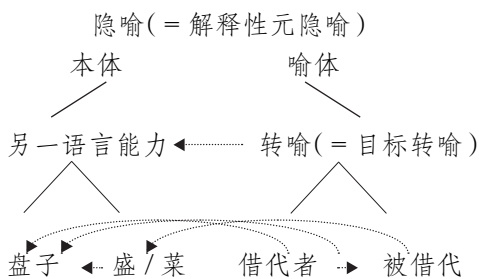 隐喻(=解释性元隐喻)
本体 喻体
另一语言能力 转喻(=目标转喻)
盘子 盛/菜 借代者 被借代